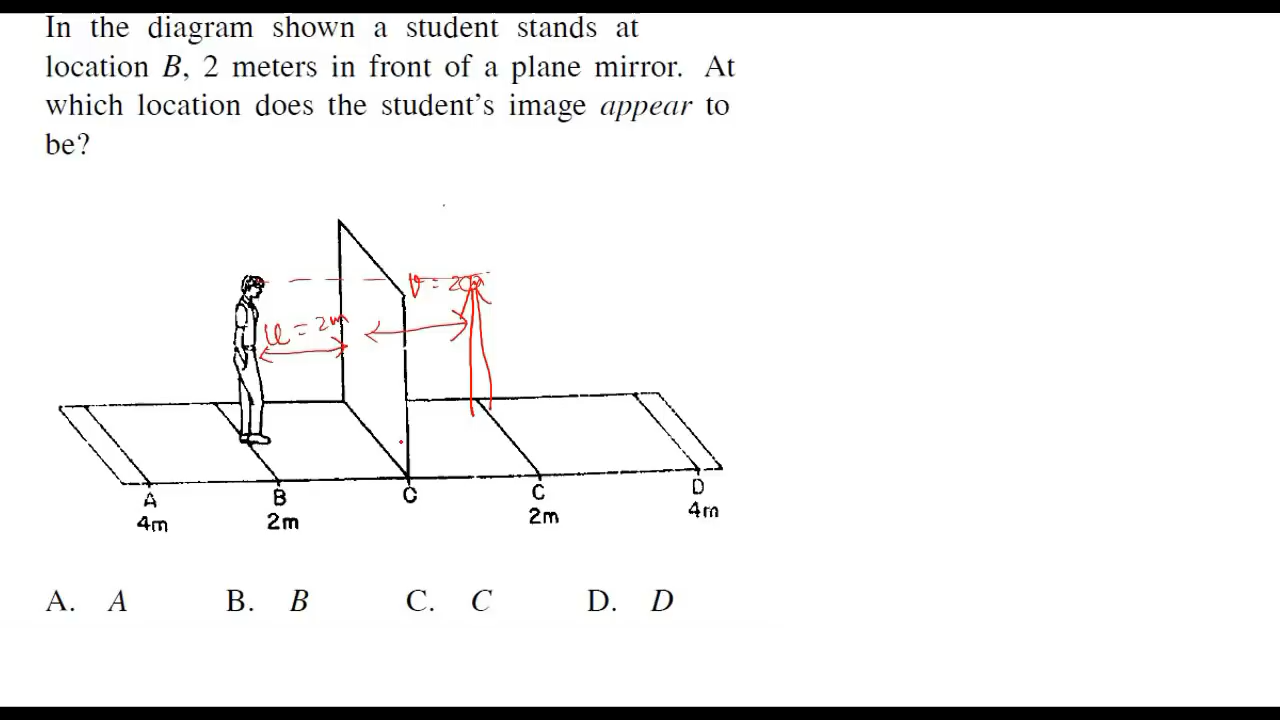 In the diagram shown a student stands at
location B, 2 meters in front of a plane mirror. At
which location does the student's image appear to
be?
u = 2m
v = 2
A B O C D
4m 2m 2m 4m
A. A B. B C. C D. D